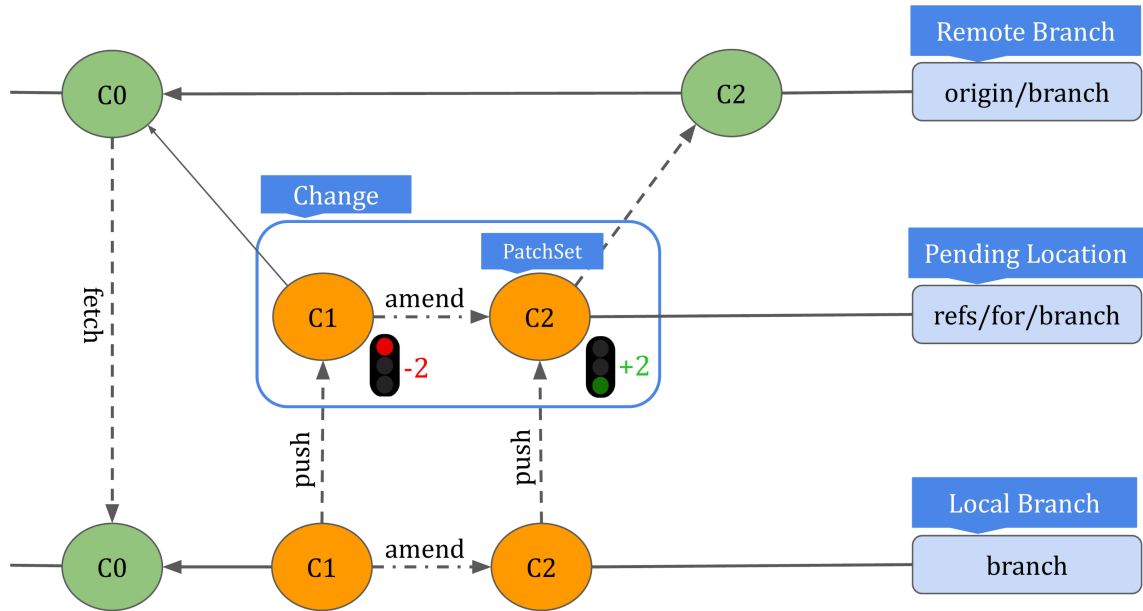 Remote Branch
C0
C2
origin/branch
Change
PatchSet
Pending Location
fetch
C1
amend
C2
refs/for/branch
-2
+2
push
push
Local Branch
C0
C1
amend
C2
branch